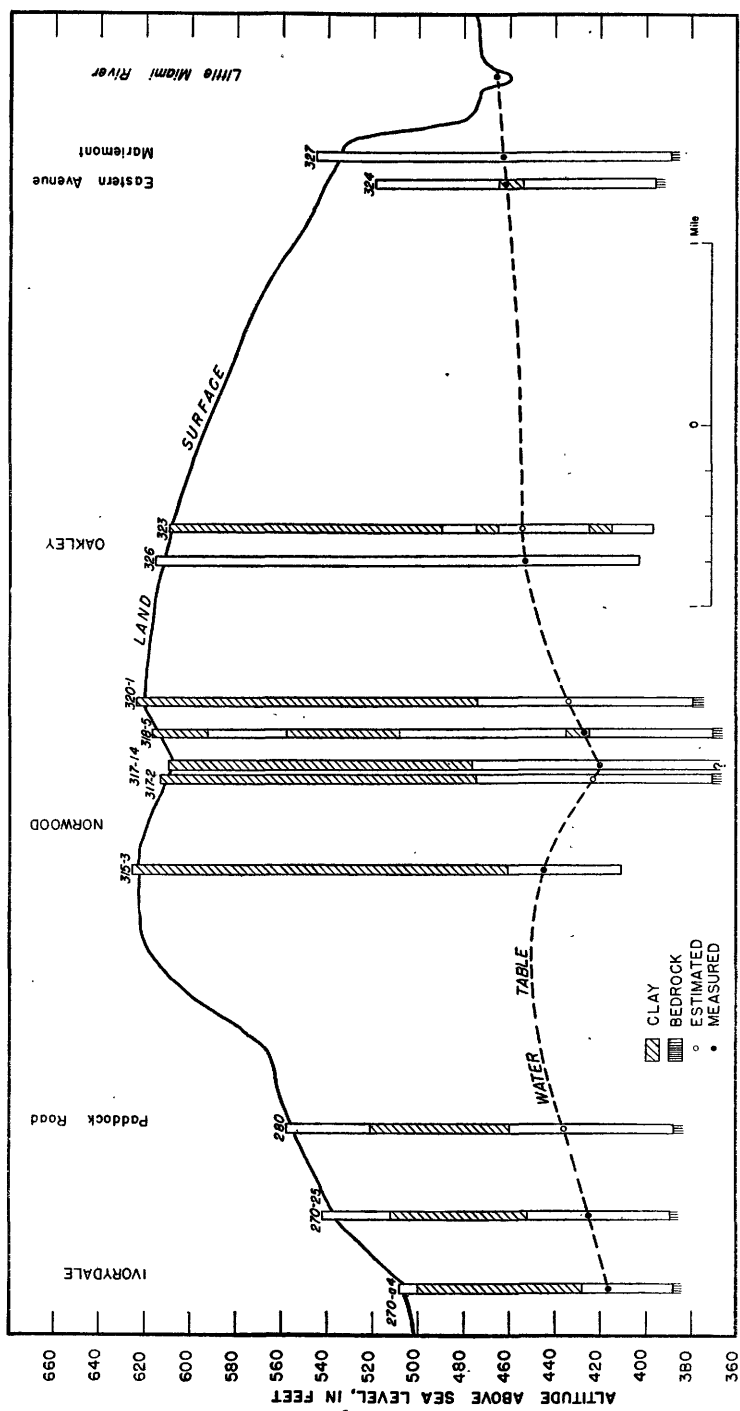 660
640
620
600
580
560
540
520
500
480
460
440
420
400
380
360
ALTITUDE ABOVE SEA LEVEL, IN FEET
IVORYDALE
Paddock Road
NORWOOD
OAKLEY
Eastern Avenue
Mariemont
Little Miami River
270-a4
270-25
280
315-3
317-2
317-14
318-5
320-1
326
323
324
327
LAND SURFACE
WATER TABLE
?
CLAY
BEDROCK
ESTIMATED
MEASURED
1 0 1 Mile